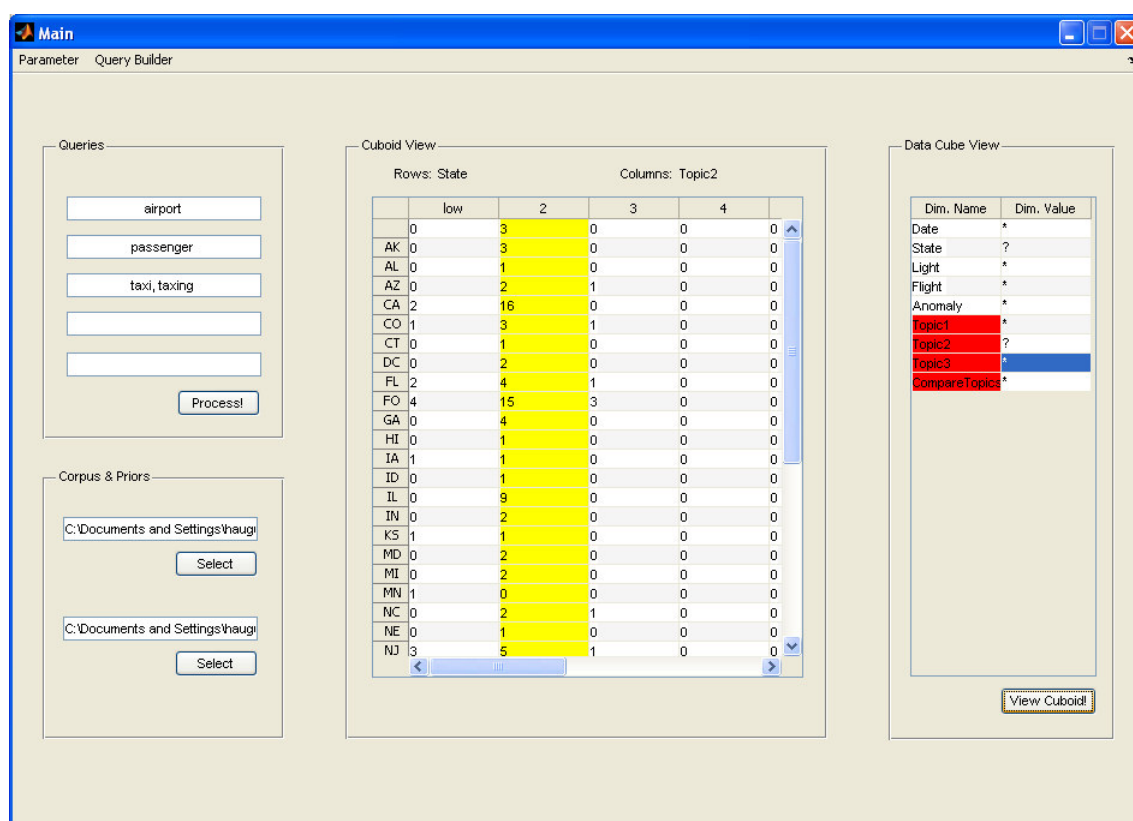 Main
Parameter Query Builder
Queries
airport
passenger
taxi, taxing
Process!
Corpus & Priors
C:\Documents and Settings\haug
Select
C:\Documents and Settings\haug
Select
Cuboid View
Rows: State Columns: Topic2
low 2 3 4
0 3 0 0 0
AK 0 3 0 0 0
AL 0 1 0 0 0
AZ 0 2 1 0 0
CA 2 16 0 0 0
CO 1 3 1 0 0
CT 0 1 0 0 0
DC 0 2 0 0 0
FL 2 4 1 0 0
FO 4 15 3 0 0
GA 0 4 0 0 0
HI 0 1 0 0 0
IA 1 1 0 0 0
ID 0 1 0 0 0
IL 0 9 0 0 0
IN 0 2 0 0 0
KS 1 1 0 0 0
MD 0 2 0 0 0
MI 0 2 0 0 0
MN 1 0 0 0 0
NC 0 2 1 0 0
NE 0 1 0 0 0
NJ 3 5 1 0 0
Data Cube View
Dim. Name Dim. Value
Date *
State ?
Light *
Flight *
Anomaly *
Topic1 *
Topic2 ?
Topic3 *
CompareTopics *
View Cuboid!